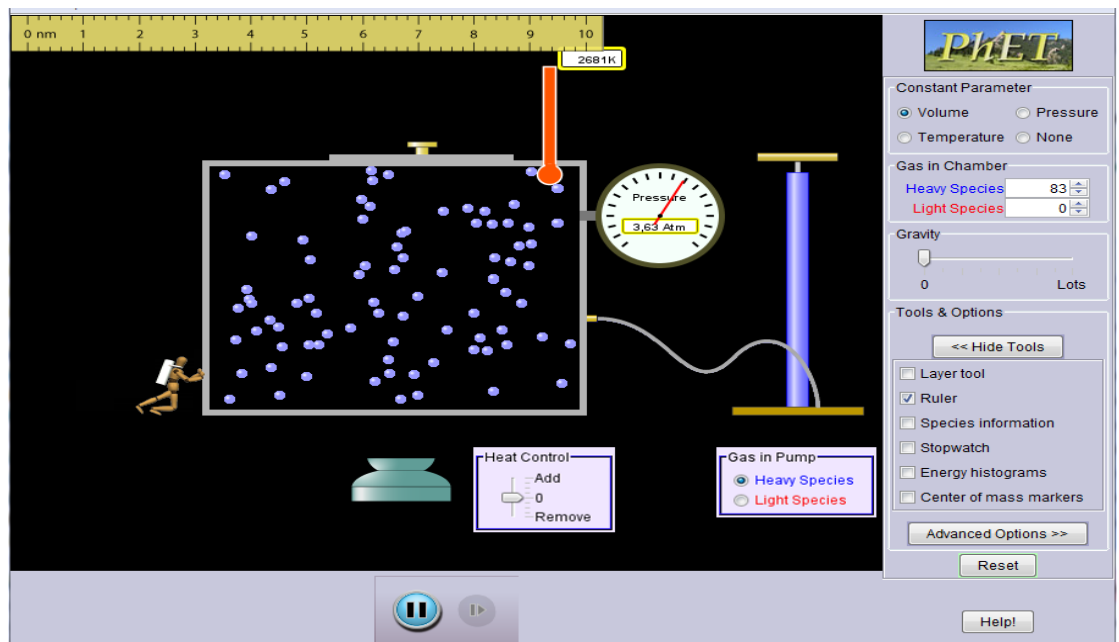 0 nm 1 2 3 4 5 6 7 8 9 10
2681K
PhET
Constant Parameter
Volume Pressure
Temperature None
Gas in Chamber
Heavy Species 83
Light Species 0
Pressure
3,63 Atm
Gravity
0 Lots
Tools & Options
<< Hide Tools
Layer tool
Ruler
Species information
Stopwatch
Energy histograms
Center of mass markers
Heat Control
Add
0
Remove
Gas in Pump
Heavy Species
Light Species
Advanced Options >>
Reset
Help!